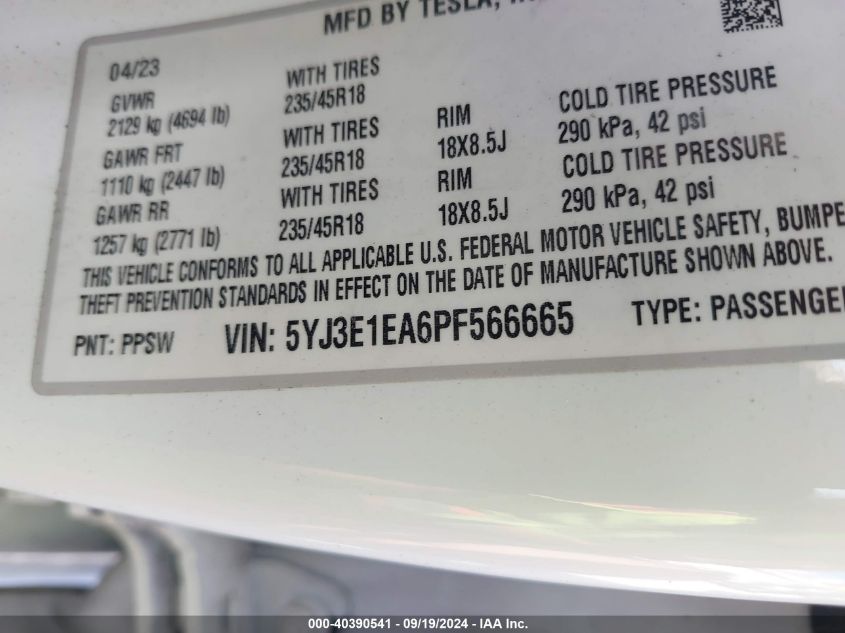 MFD BY TESLA,
04/23
GVWR
2129 kg (4694 lb)
WITH TIRES
235/45R18
GAWR FRT
1110 kg (2447 lb)
WITH TIRES
235/45R18
RIM
18X8.5J
COLD TIRE PRESSURE
290 kPa, 42 psi
GAWR RR
1257 kg (2771 lb)
WITH TIRES
235/45R18
RIM
18X8.5J
COLD TIRE PRESSURE
290 kPa, 42 psi
THIS VEHICLE CONFORMS TO ALL APPLICABLE U.S. FEDERAL MOTOR VEHICLE SAFETY, BUMPE
THEFT PREVENTION STANDARDS IN EFFECT ON THE DATE OF MANUFACTURE SHOWN ABOVE.
PNT: PPSW VIN: 5YJ3E1EA6PF566665 TYPE: PASSENGER
000-40390541 - 09/19/2024 - IAA Inc.